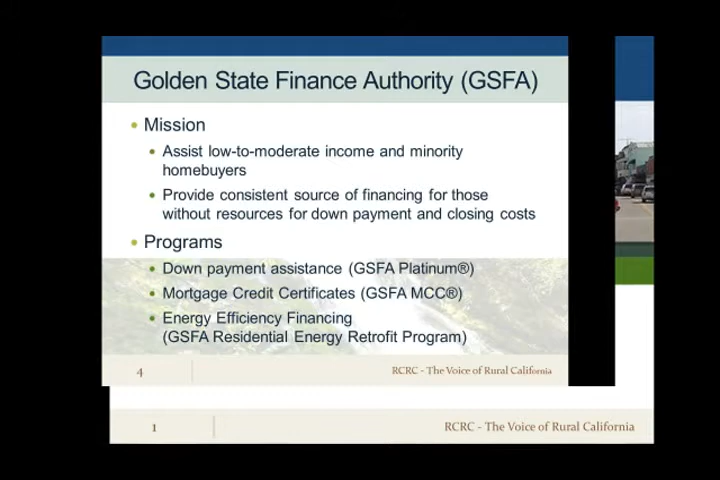 Golden State Finance Authority (GSFA)
• Mission
• Assist low-to-moderate income and minority
homebuyers
• Provide consistent source of financing for those
without resources for down payment and closing costs
• Programs
• Down payment assistance (GSFA Platinum®)
• Mortgage Credit Certificates (GSFA MCC®)
• Energy Efficiency Financing
(GSFA Residential Energy Retrofit Program)
4
RCRC - The Voice of Rural California
1
RCRC - The Voice of Rural California